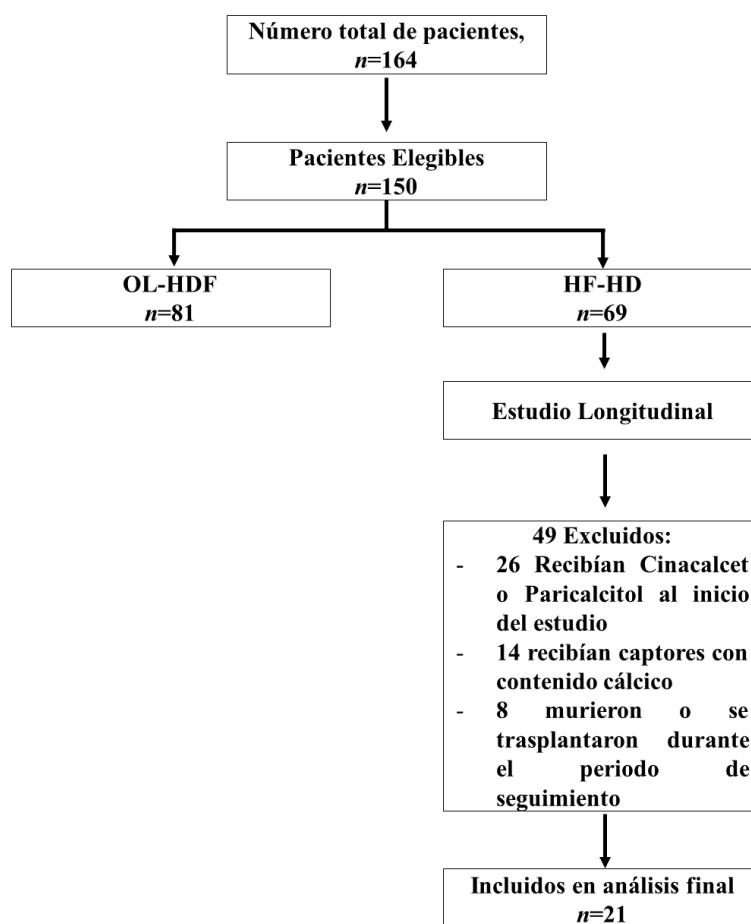 Número total de pacientes,
n=164
Pacientes Elegibles
n=150
OL-HDF
n=81
HF-HD
n=69
Estudio Longitudinal
49 Excluidos:
- 26 Recibían Cinacalcet
o Paricalcitol al inicio
del estudio
- 14 recibían captores con
contenido cálcico
- 8 murieron o se
trasplantaron durante
el periodo de
seguimiento
Incluidos en análisis final
n=21